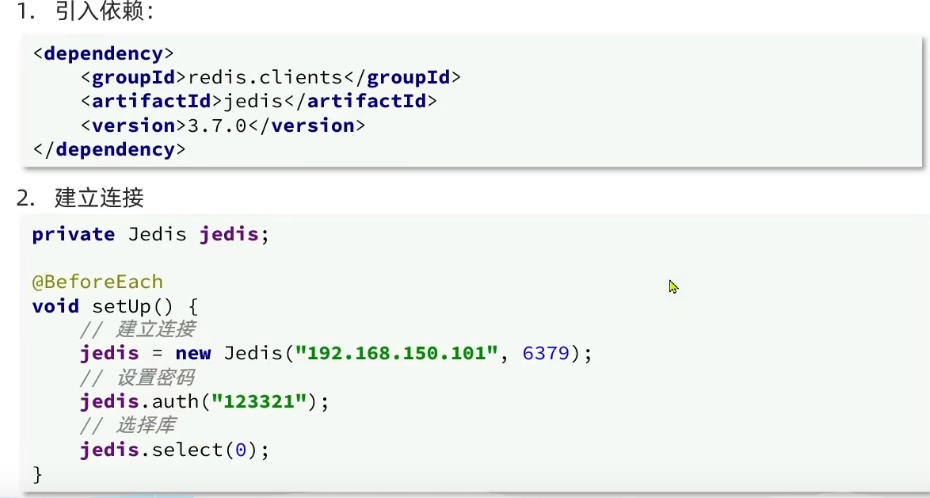 1. 引入依赖：
<dependency>
    <groupId>redis.clients</groupId>
    <artifactId>jedis</artifactId>
    <version>3.7.0</version>
</dependency>
2. 建立连接
private Jedis jedis;
@BeforeEach
void setUp() {
    // 建立连接
    jedis = new Jedis("192.168.150.101", 6379);
    // 设置密码
    jedis.auth("123321");
    // 选择库
    jedis.select(0);
}